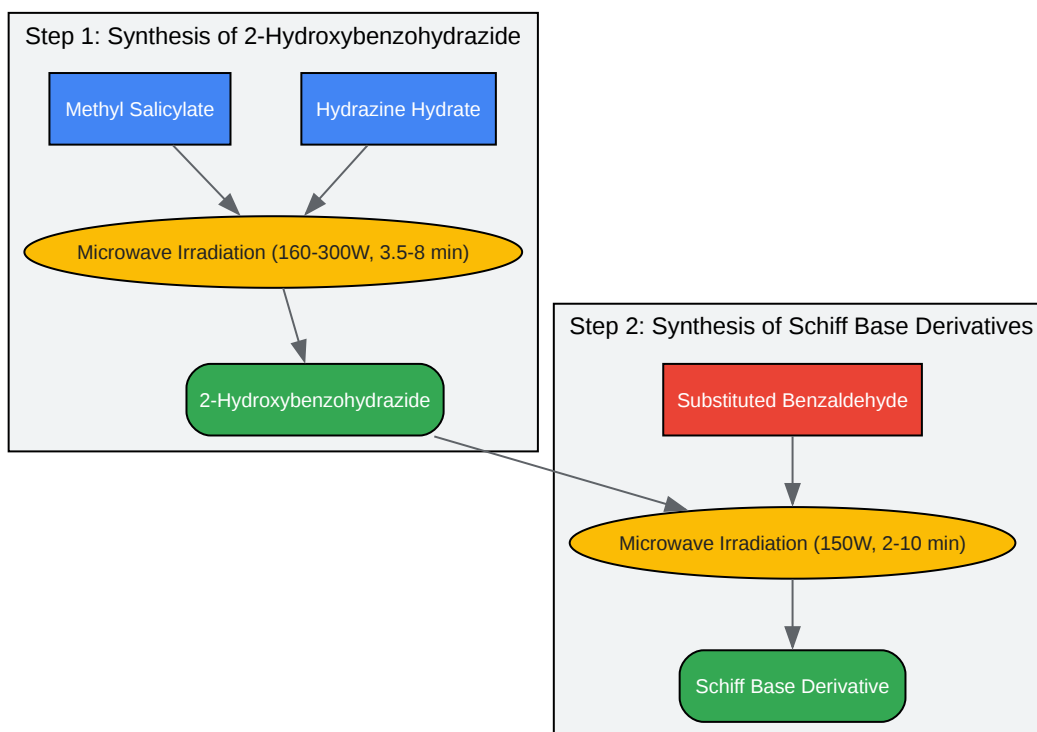 Step 1: Synthesis of 2-Hydroxybenzohydrazide
Methyl Salicylate
Hydrazine Hydrate
Microwave Irradiation (160-300W, 3.5-8 min)
2-Hydroxybenzohydrazide
Step 2: Synthesis of Schiff Base Derivatives
Substituted Benzaldehyde
Microwave Irradiation (150W, 2-10 min)
Schiff Base Derivative